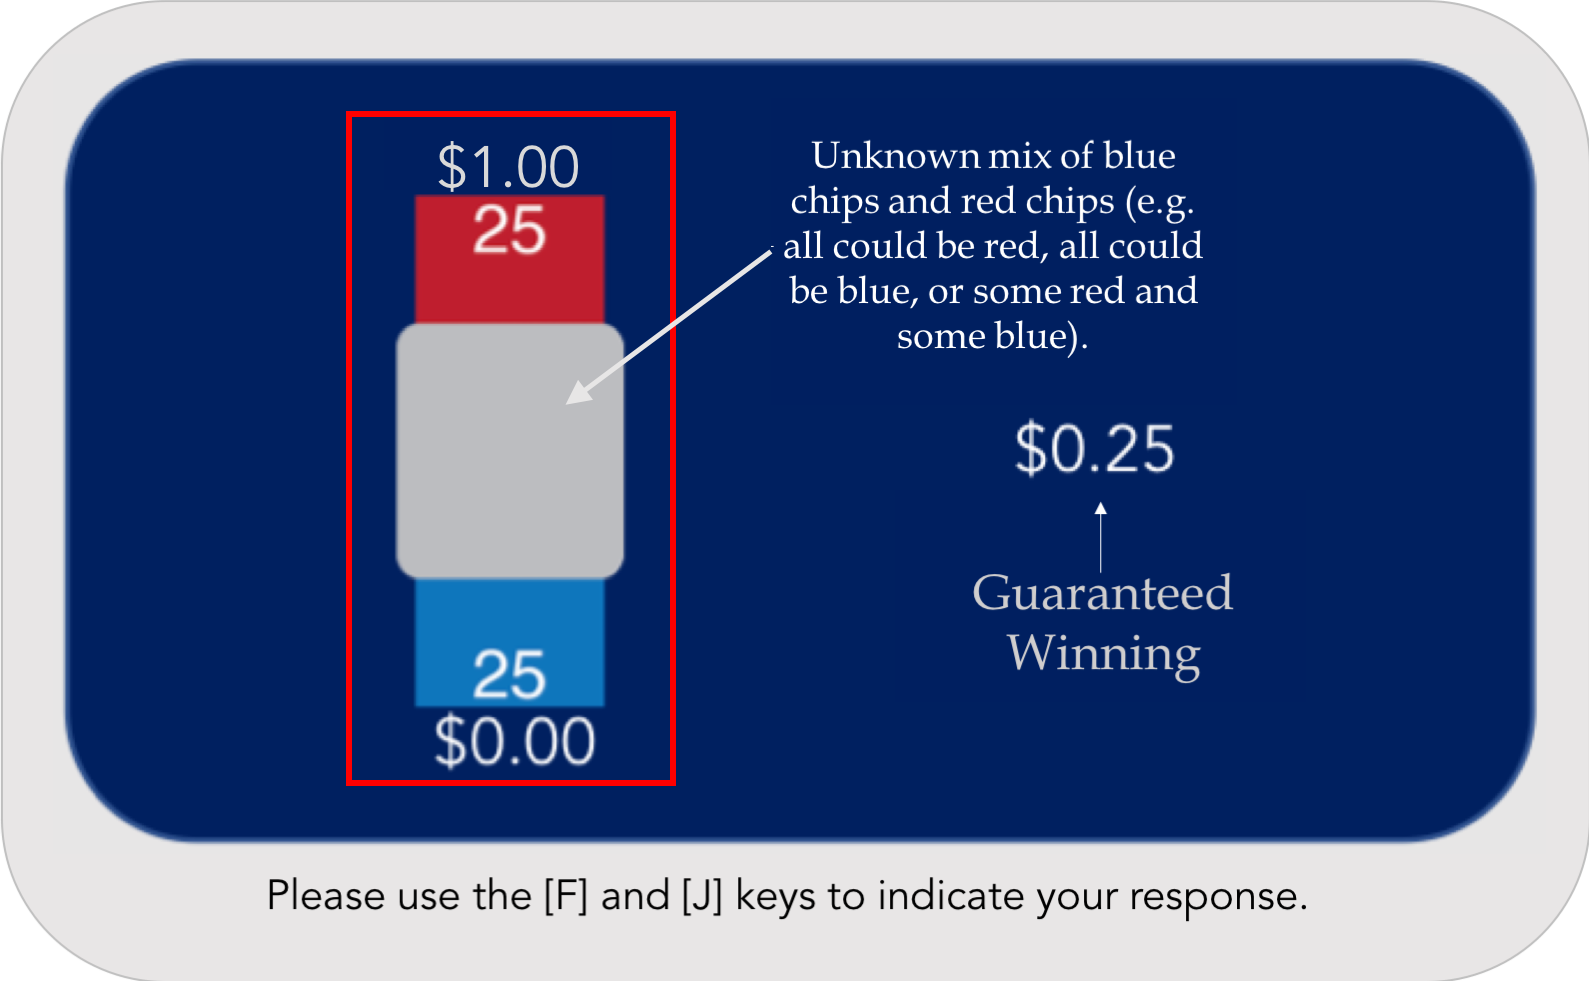 $1.00
25
Unknown mix of blue
chips and red chips (e.g.
all could be red, all could
be blue, or some red and
some blue).
$0.25
Guaranteed
Winning
25
$0.00
Please use the [F] and [J] keys to indicate your response.